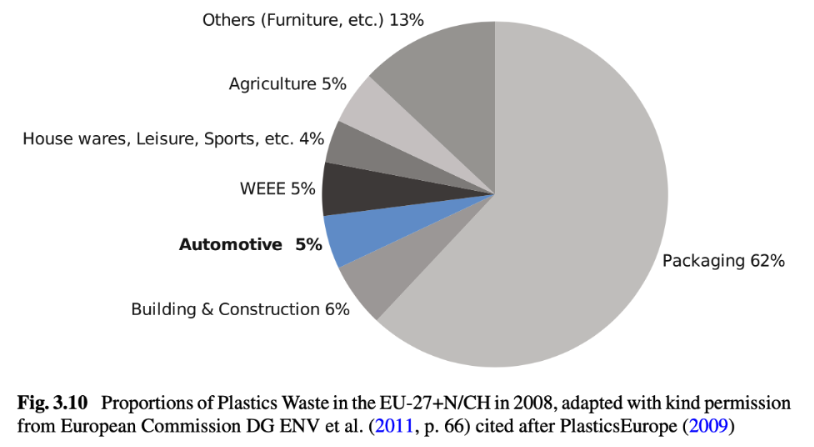 Others (Furniture, etc.) 13%
Agriculture 5%
House wares, Leisure, Sports, etc. 4%
WEEE 5%
Automotive 5%
Packaging 62%
Building & Construction 6%
Fig. 3.10 Proportions of Plastics Waste in the EU-27+N/CH in 2008, adapted with kind permission
from European Commission DG ENV et al. (2011, p. 66) cited after PlasticsEurope (2009)